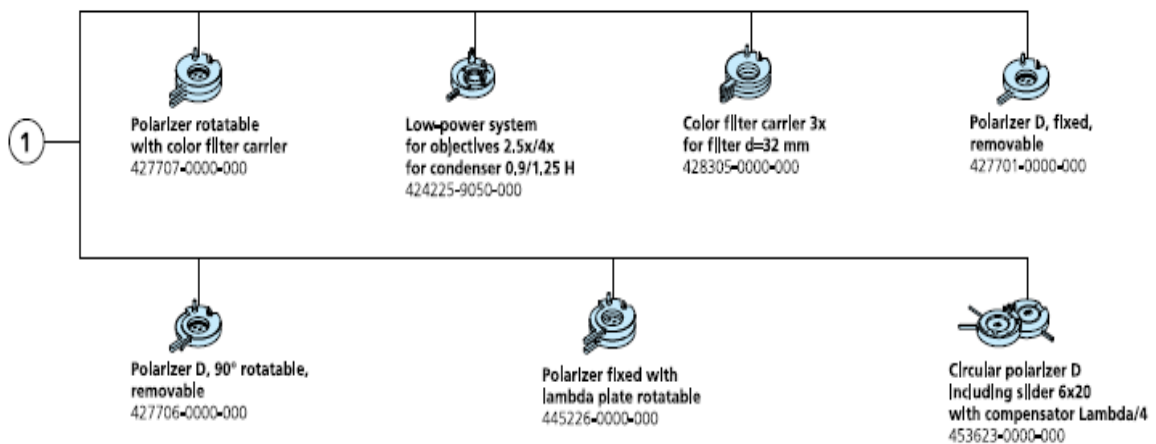 1
Polarizer rotatable
with color filter carrier
427707-0000-000
Low-power system
for objectives 2.5x/4x
for condenser 0,9/1,25 H
424225-9050-000
Color filter carrier 3x
for filter d=32 mm
428305-0000-000
Polarizer D, fixed,
removable
427701-0000-000
Polarizer D, 90° rotatable,
removable
427706-0000-000
Polarizer fixed with
lambda plate rotatable
445226-0000-000
Circular polarizer D
including slider 6x20
with compensator Lambda/4
453623-0000-000